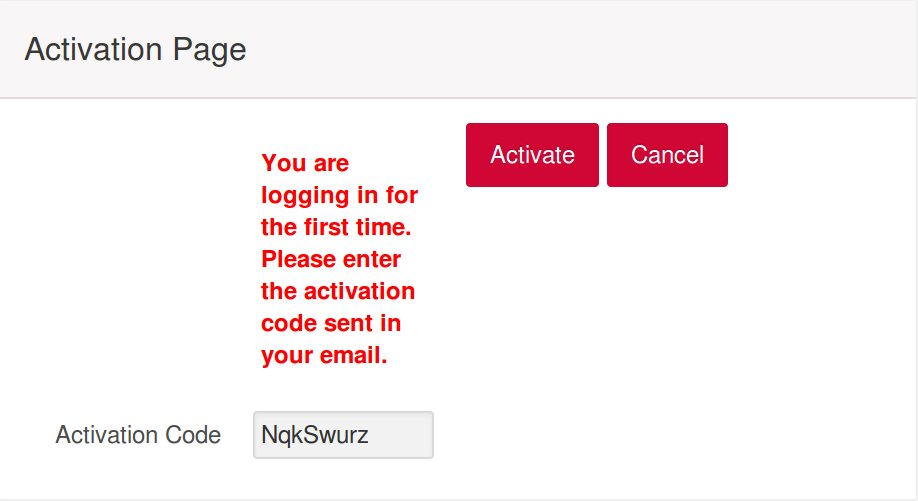 Activation Page
You are
logging in for
the first time.
Please enter
the activation
code sent in
your email.
Activate
Cancel
Activation Code
NqkSwurz